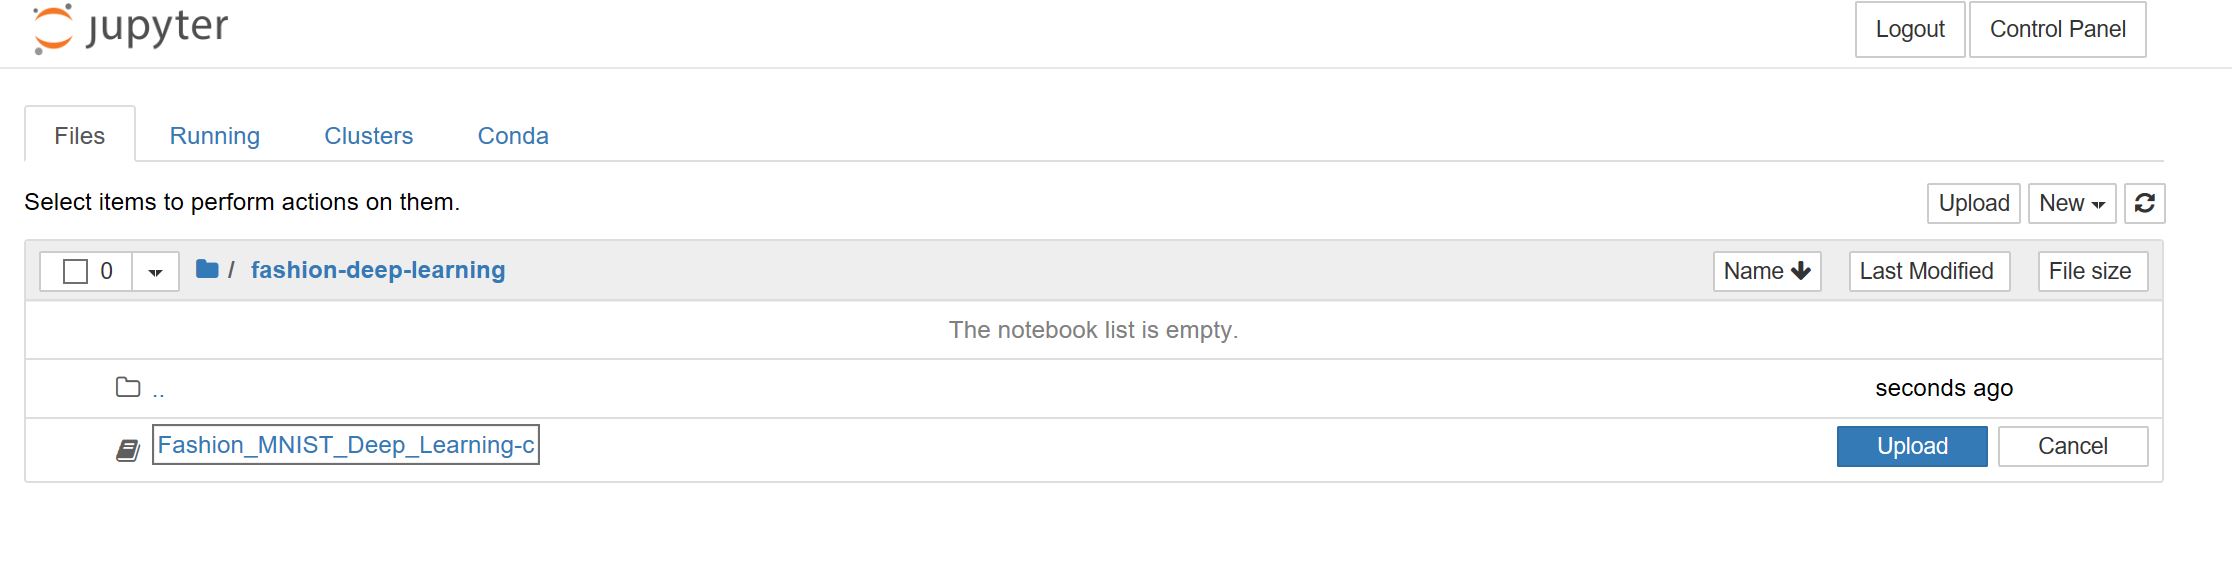 jupyter
Logout Control Panel
Files Running Clusters Conda
Select items to perform actions on them.
Upload New
0 / fashion-deep-learning Name Last Modified File size
The notebook list is empty.
.. seconds ago
Fashion_MNIST_Deep_Learning-c Upload Cancel